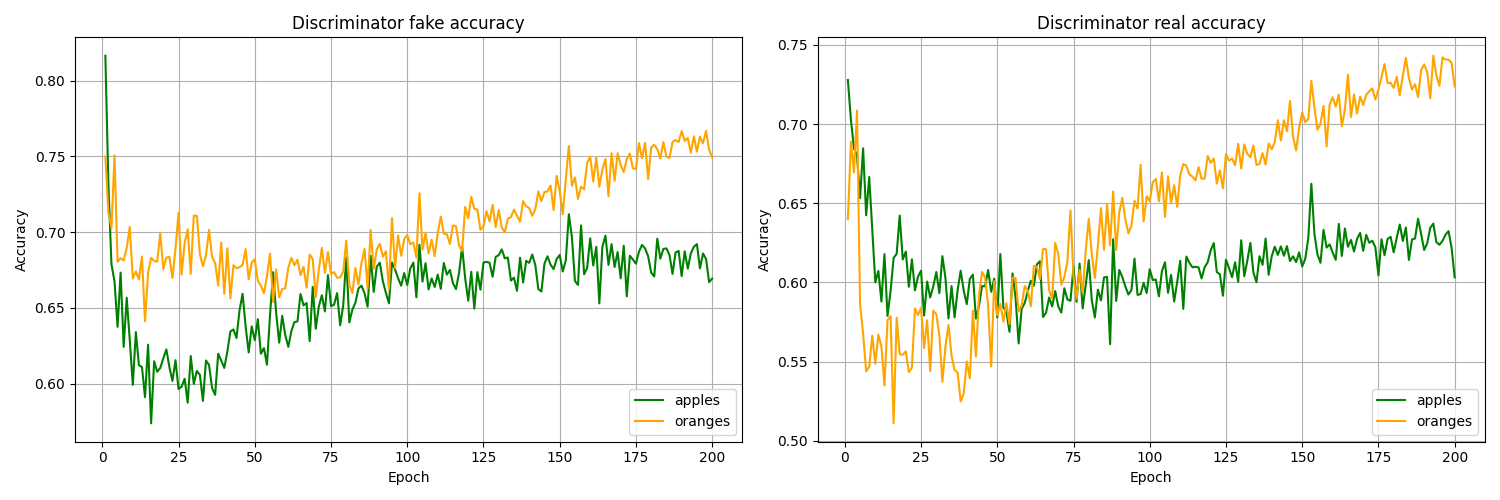 Discriminator fake accuracy
Accuracy
0.80
0.75
0.70
0.65
0.60
0 25 50 75 100 125 150 175 200
Epoch
apples
oranges
Discriminator real accuracy
Accuracy
0.75
0.70
0.65
0.60
0.55
0.50
0 25 50 75 100 125 150 175 200
Epoch
apples
oranges